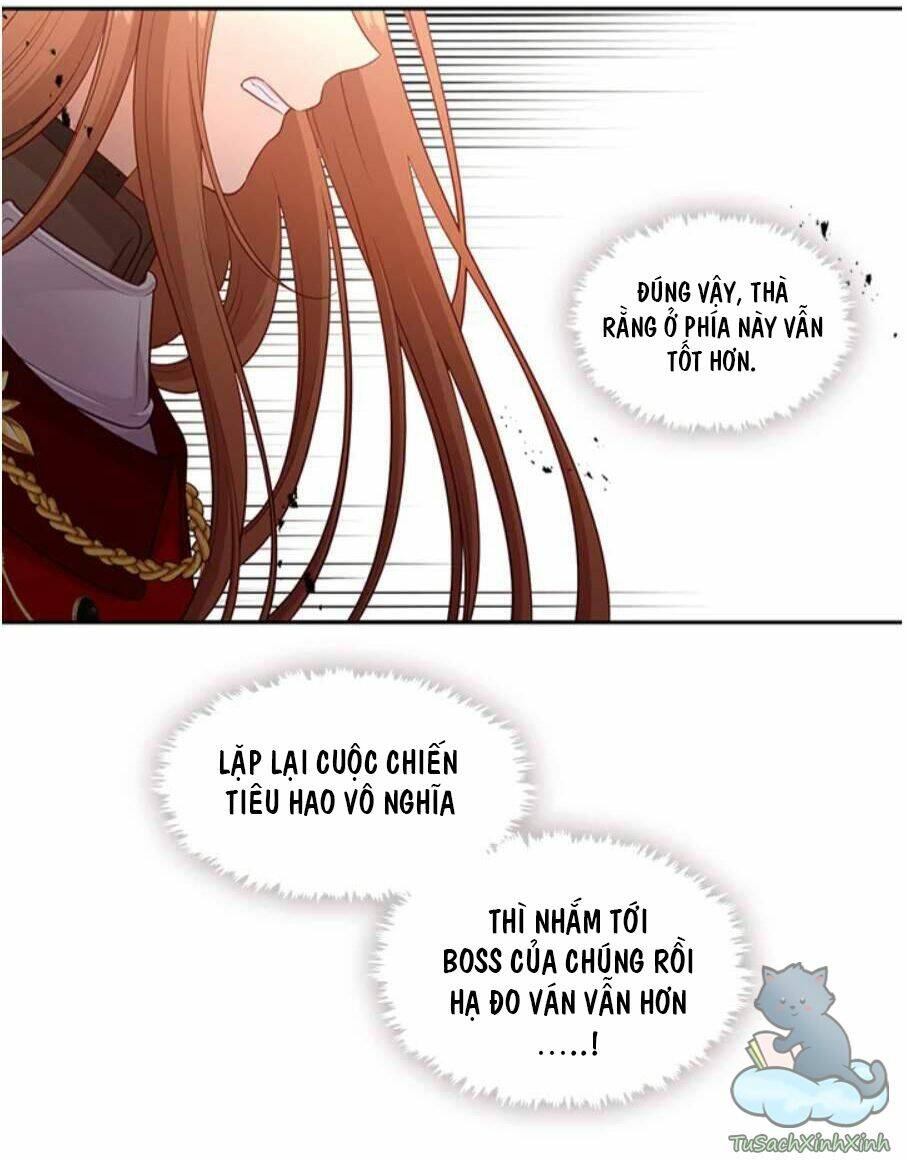 ĐÚNG VẬY, THÀ
RẰNG Ở PHÍA NÀY VẪN
TỐT HƠN.
LẶP LẠI CUỘC CHIẾN
TIÊU HAO VÔ NGHĨA
THÌ NHẮM TỚI
BOSS CỦA CHÚNG RỒI
HẠ ĐO VÁN VẪN HƠN
.....!
TuSachXinhXinh